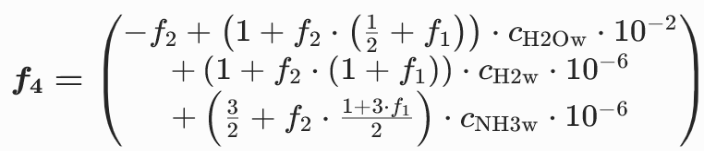 −f₂ + (1 + f₂ · (1/2 + f₁)) · c_H2Ow · 10⁻²
f₄ = ( + (1 + f₂ · (1 + f₁)) · c_H2w · 10⁻⁶ )
+ (3/2 + f₂ · (1+3·f₁)/2) · c_NH3w · 10⁻⁶